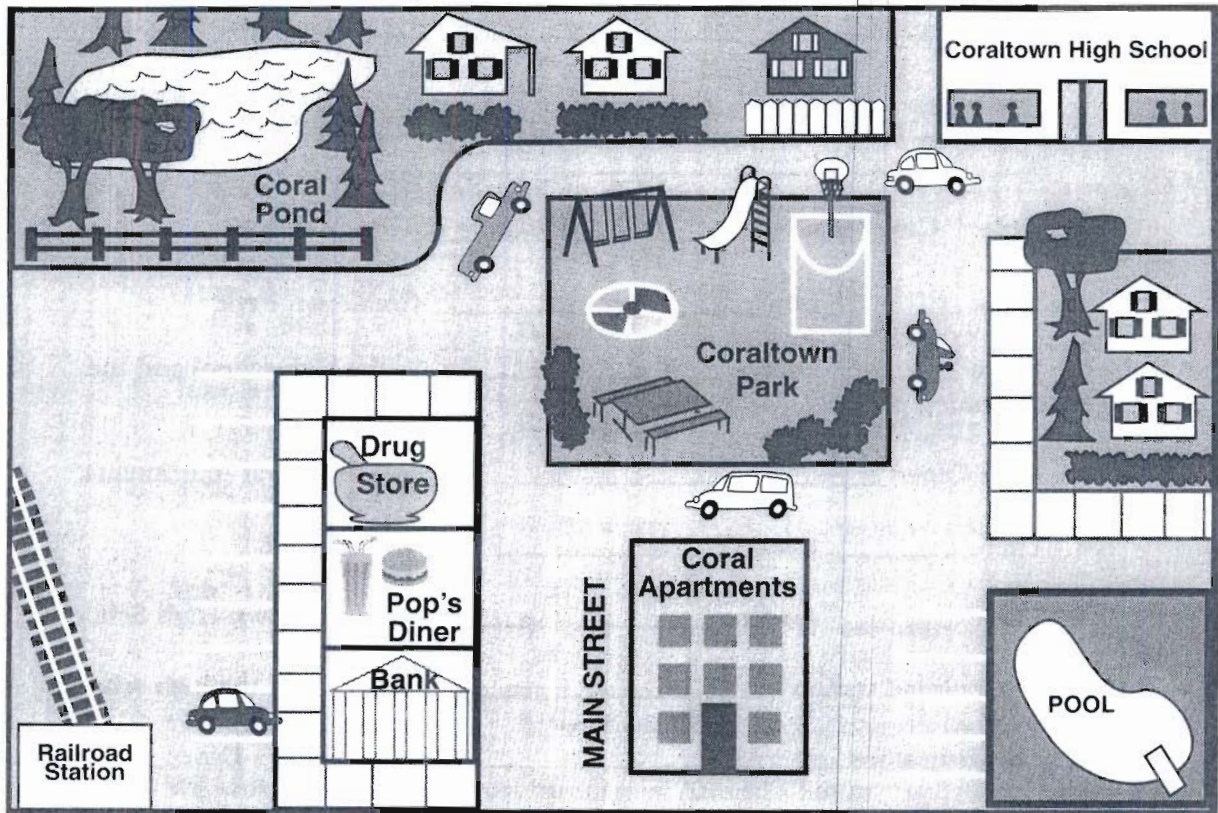 Coraltown High School
Coral
Pond
Coraltown
Park
Drug
Store
Coral
Apartments
Pop's
Diner
MAIN STREET
Bank
POOL
Railroad
Station